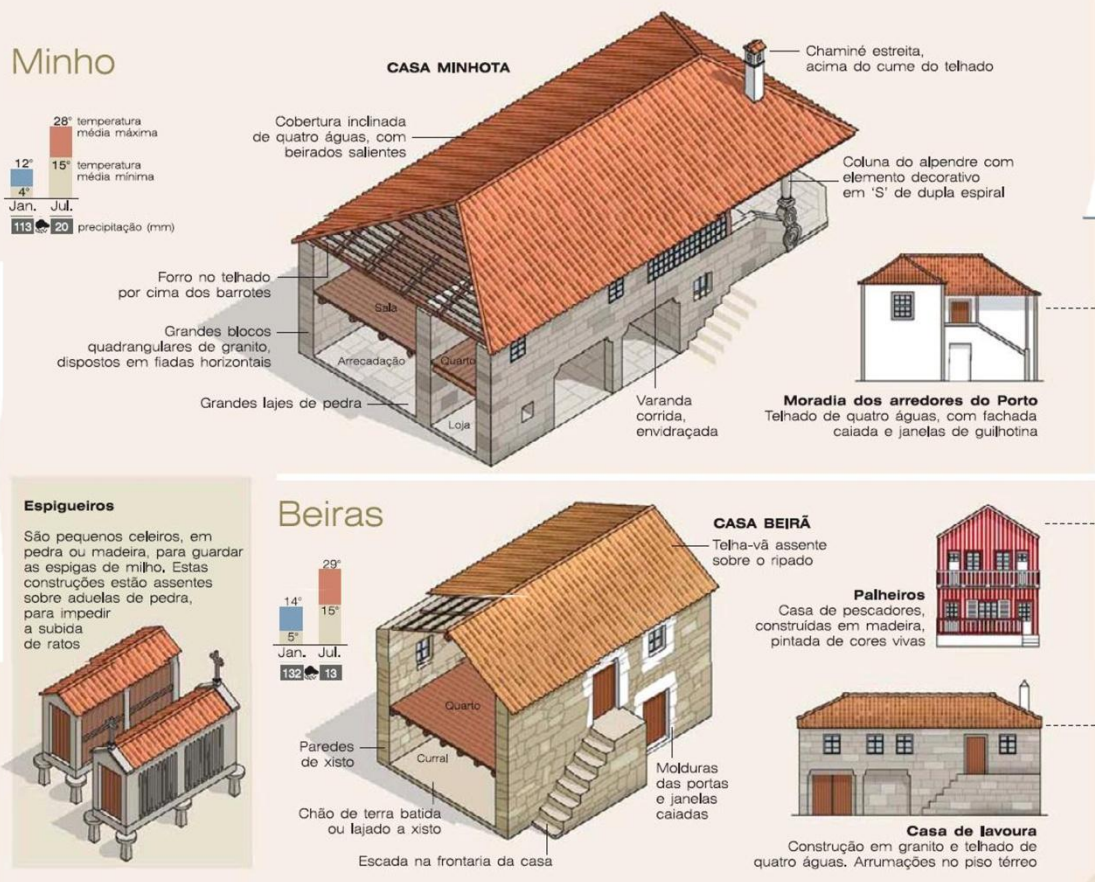 Minho
CASA MINHOTA
28° temperatura
média máxima
12°
15° temperatura
média mínima
4°
Jan. Jul.
113 20 precipitação (mm)
Cobertura inclinada
de quatro águas, com
beirados salientes
Chaminé estreita,
acima do cume do telhado
Coluna do alpendre com
elemento decorativo
em 'S' de dupla espiral
Forro no telhado
por cima dos barrotes
Grandes blocos
quadrangulares de granito,
dispostos em fiadas horizontais
Grandes lajes de pedra
Sala
Arrecadação
Quarto
Loja
Varanda
corrida,
envidraçada
Moradia dos arredores do Porto
Telhado de quatro águas, com fachada
caiada e janelas de guilhotina
Espigueiros
São pequenos celeiros, em
pedra ou madeira, para guardar
as espigas de milho. Estas
construções estão assentes
sobre aduelas de pedra,
para impedir
a subida
de ratos
Beiras
29°
14°
15°
5°
Jan. Jul.
132 13
CASA BEIRÃ
Telha-vã assente
sobre o ripado
Quarto
Curral
Paredes
de xisto
Chão de terra batida
ou lajado a xisto
Escada na frontaria da casa
Molduras
das portas
e janelas
caiadas
Palheiros
Casa de pescadores,
construídas em madeira,
pintada de cores vivas
Casa de lavoura
Construção em granito e telhado de
quatro águas. Arrumações no piso térreo